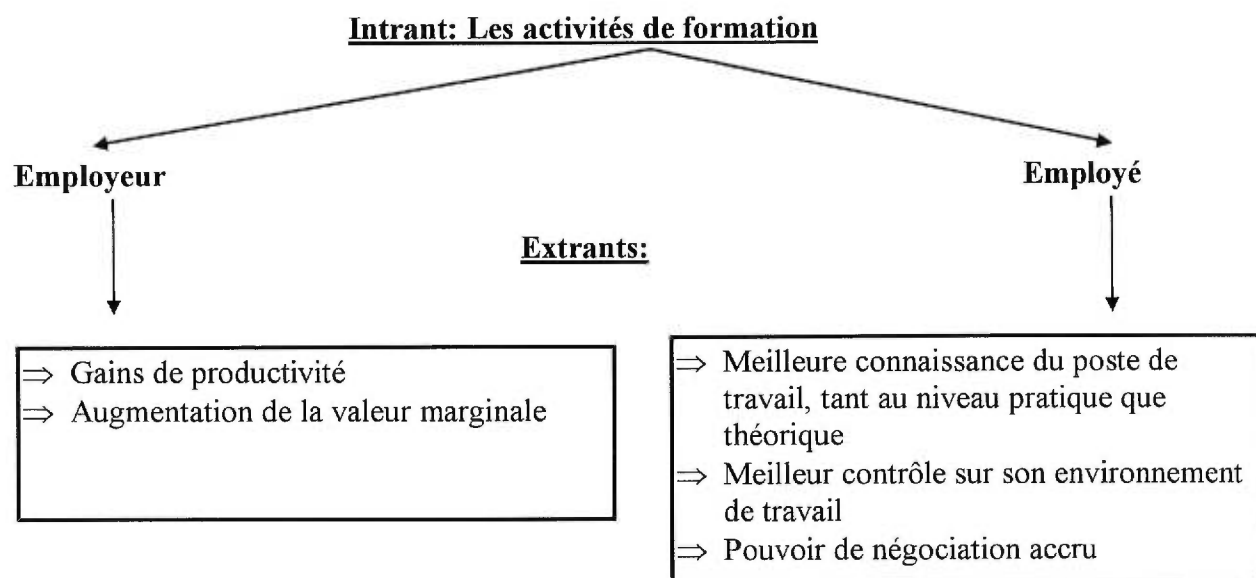 Intrant: Les activités de formation
Employeur
Employé
Extrants:
⇒ Gains de productivité
⇒ Augmentation de la valeur marginale
⇒ Meilleure connaissance du poste de
travail, tant au niveau pratique que
théorique
⇒ Meilleur contrôle sur son environnement
de travail
⇒ Pouvoir de négociation accru